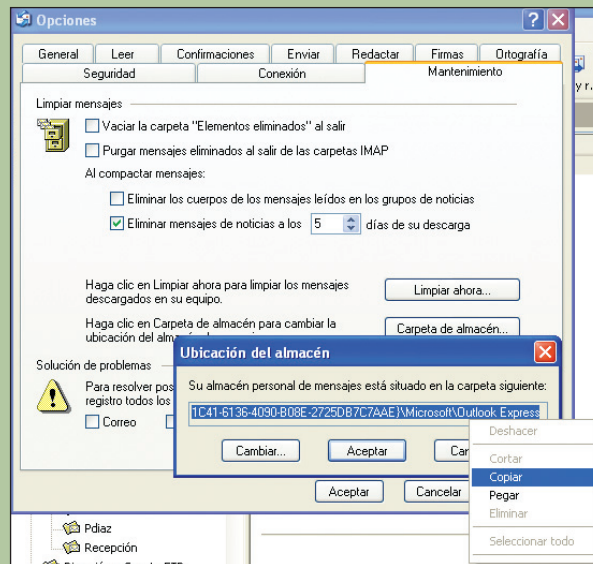 Opciones
General Leer Confirmaciones Enviar Redactar Firmas Ortografía
Seguridad Conexión Mantenimiento
Limpiar mensajes
Vaciar la carpeta "Elementos eliminados" al salir
Purgar mensajes eliminados al salir de las carpetas IMAP
Al compactar mensajes:
Eliminar los cuerpos de los mensajes leídos en los grupos de noticias
Eliminar mensajes de noticias a los 5 días de su descarga
Haga clic en Limpiar ahora para limpiar los mensajes
descargados en su equipo.
Limpiar ahora...
Haga clic en Carpeta de almacén para cambiar la
ubicación del
Carpeta de almacén...
Solución de problemas
Para resolver
registro todos los
Correo
Ubicación del almacén
Su almacén personal de mensajes está situado en la carpeta siguiente:
1C41-6136-4090-B08E-2725DB7C7AAE}\Microsoft\Outlook Express
Cambiar... Aceptar
Deshacer
Cortar
Copiar
Pegar
Eliminar
Seleccionar todo
Aceptar Cancelar
Pdiaz
Recepción